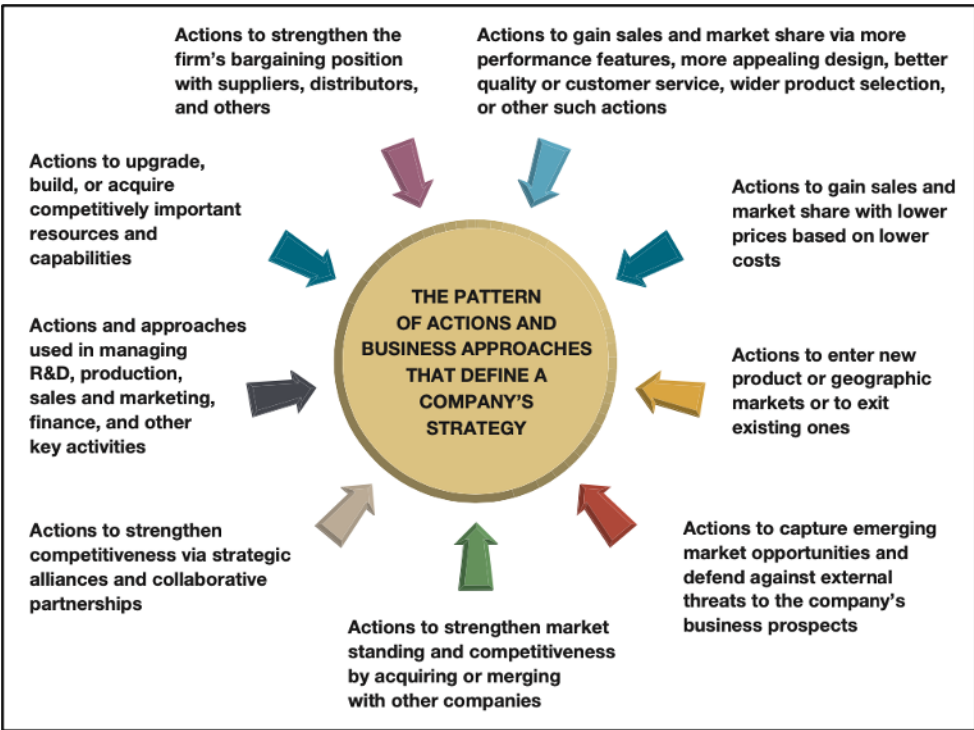 Actions to strengthen the
firm's bargaining position
with suppliers, distributors,
and others
Actions to gain sales and market share via more
performance features, more appealing design, better
quality or customer service, wider product selection,
or other such actions
Actions to upgrade,
build, or acquire
competitively important
resources and
capabilities
Actions to gain sales and
market share with lower
prices based on lower
costs
THE PATTERN
OF ACTIONS AND
BUSINESS APPROACHES
THAT DEFINE A
COMPANY'S
STRATEGY
Actions and approaches
used in managing
R&D, production,
sales and marketing,
finance, and other
key activities
Actions to enter new
product or geographic
markets or to exit
existing ones
Actions to strengthen
competitiveness via strategic
alliances and collaborative
partnerships
Actions to capture emerging
market opportunities and
defend against external
threats to the company's
business prospects
Actions to strengthen market
standing and competitiveness
by acquiring or merging
with other companies